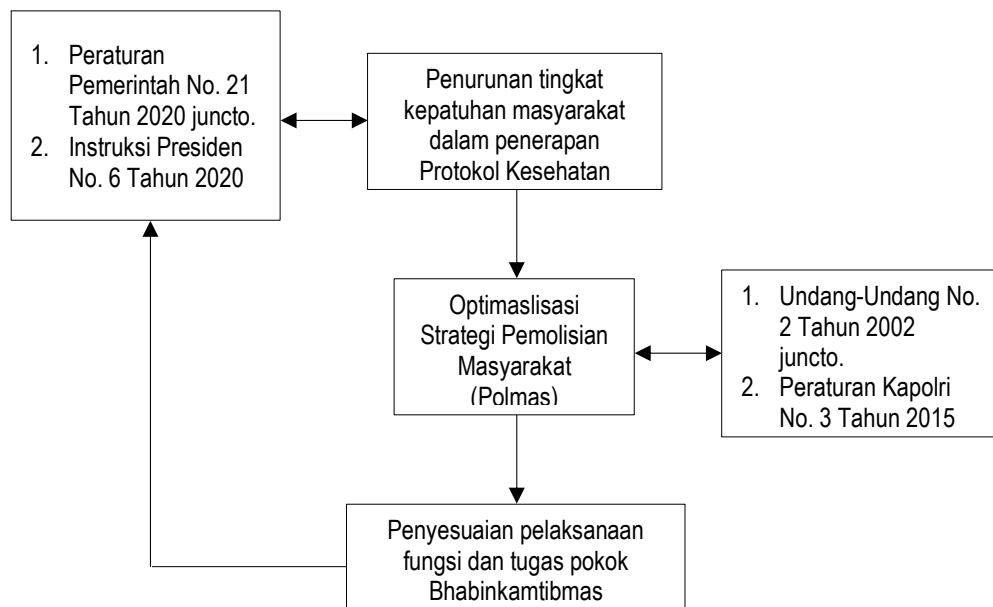 1. Peraturan
Pemerintah No. 21
Tahun 2020 juncto.
2. Instruksi Presiden
No. 6 Tahun 2020
Penurunan tingkat
kepatuhan masyarakat
dalam penerapan
Protokol Kesehatan
Optimaslisasi
Strategi Pemolisian
Masyarakat
(Polmas)
1. Undang-Undang No.
2 Tahun 2002
juncto.
2. Peraturan Kapolri
No. 3 Tahun 2015
Penyesuaian pelaksanaan
fungsi dan tugas pokok
Bhabinkamtibmas